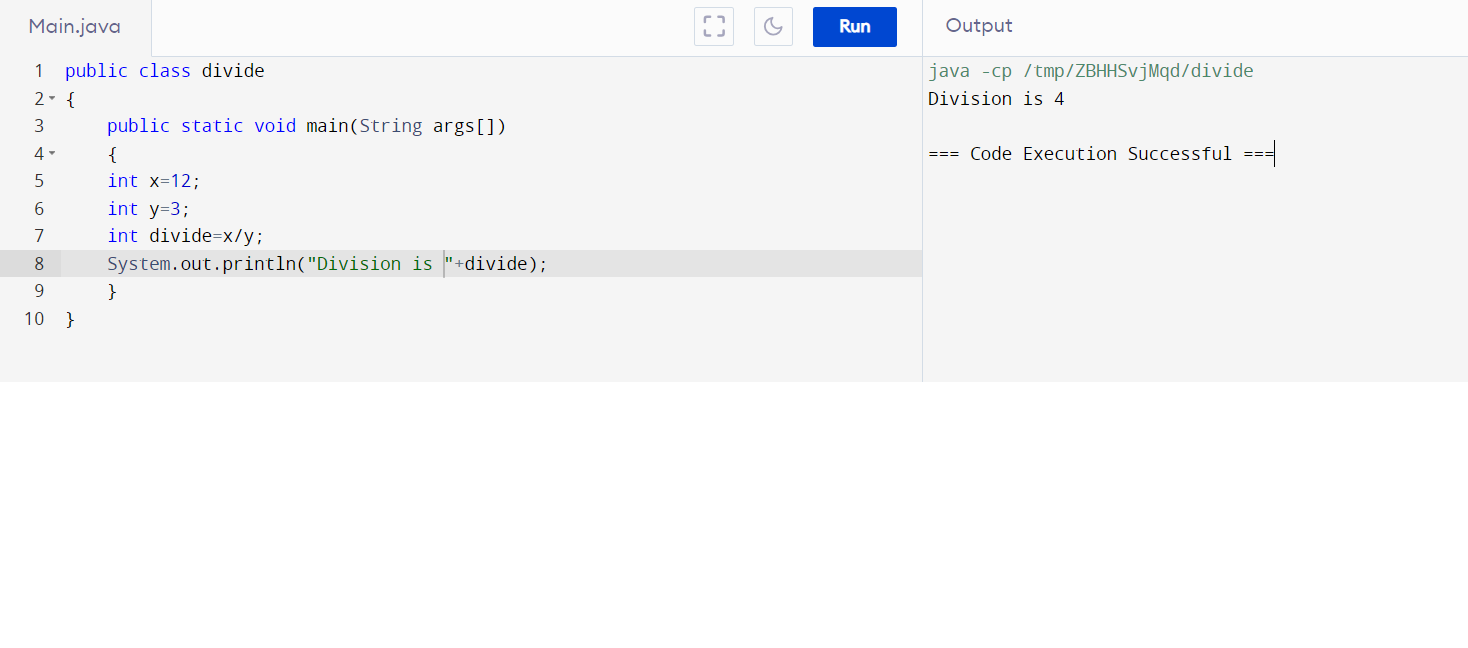 Main.java
Run
Output
1 public class divide
2 {
3 public static void main(String args[])
4 {
5 int x=12;
6 int y=3;
7 int divide=x/y;
8 System.out.println("Division is "+divide);
9 }
10 }
java -cp /tmp/ZBHHSvjMqd/divide
Division is 4
=== Code Execution Successful ===